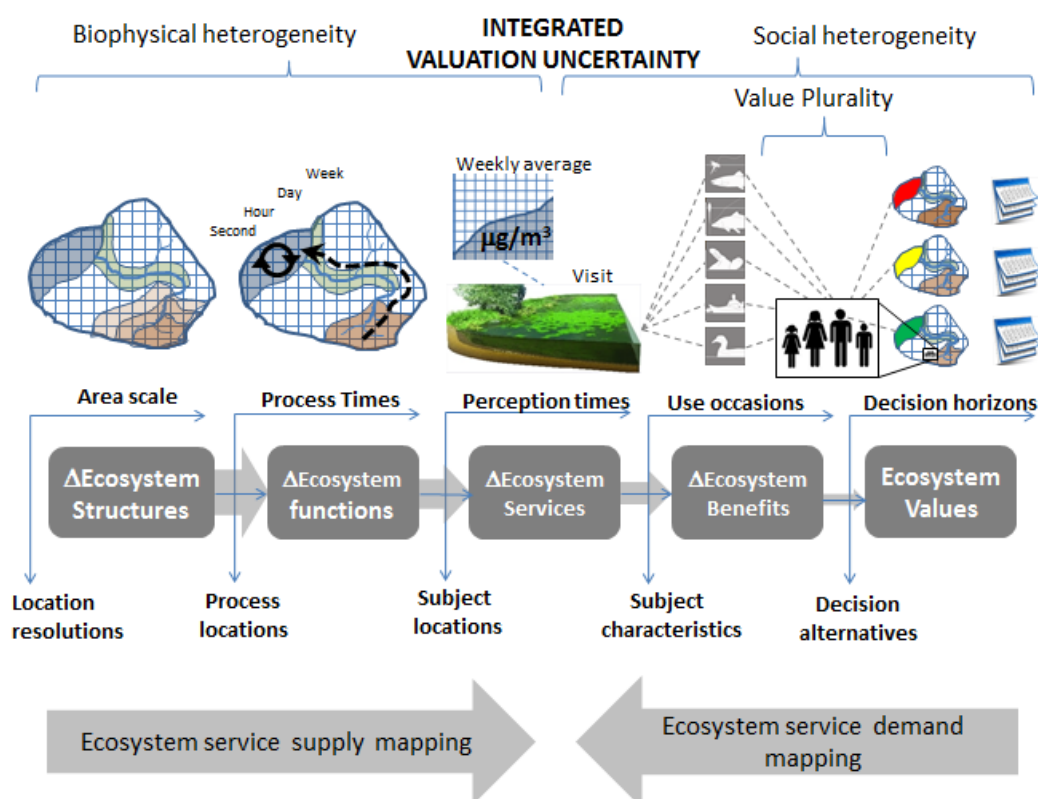 Biophysical heterogeneity
INTEGRATED
VALUATION UNCERTAINTY
Social heterogeneity
Value Plurality
Week
Day
Hour
Second
Weekly average
µg/m³
Visit
Area scale
Process Times
Perception times
Use occasions
Decision horizons
ΔEcosystem
Structures
ΔEcosystem
functions
ΔEcosystem
Services
ΔEcosystem
Benefits
Ecosystem
Values
Location
resolutions
Process
locations
Subject
locations
Subject
characteristics
Decision
alternatives
Ecosystem service supply mapping
Ecosystem service demand
mapping